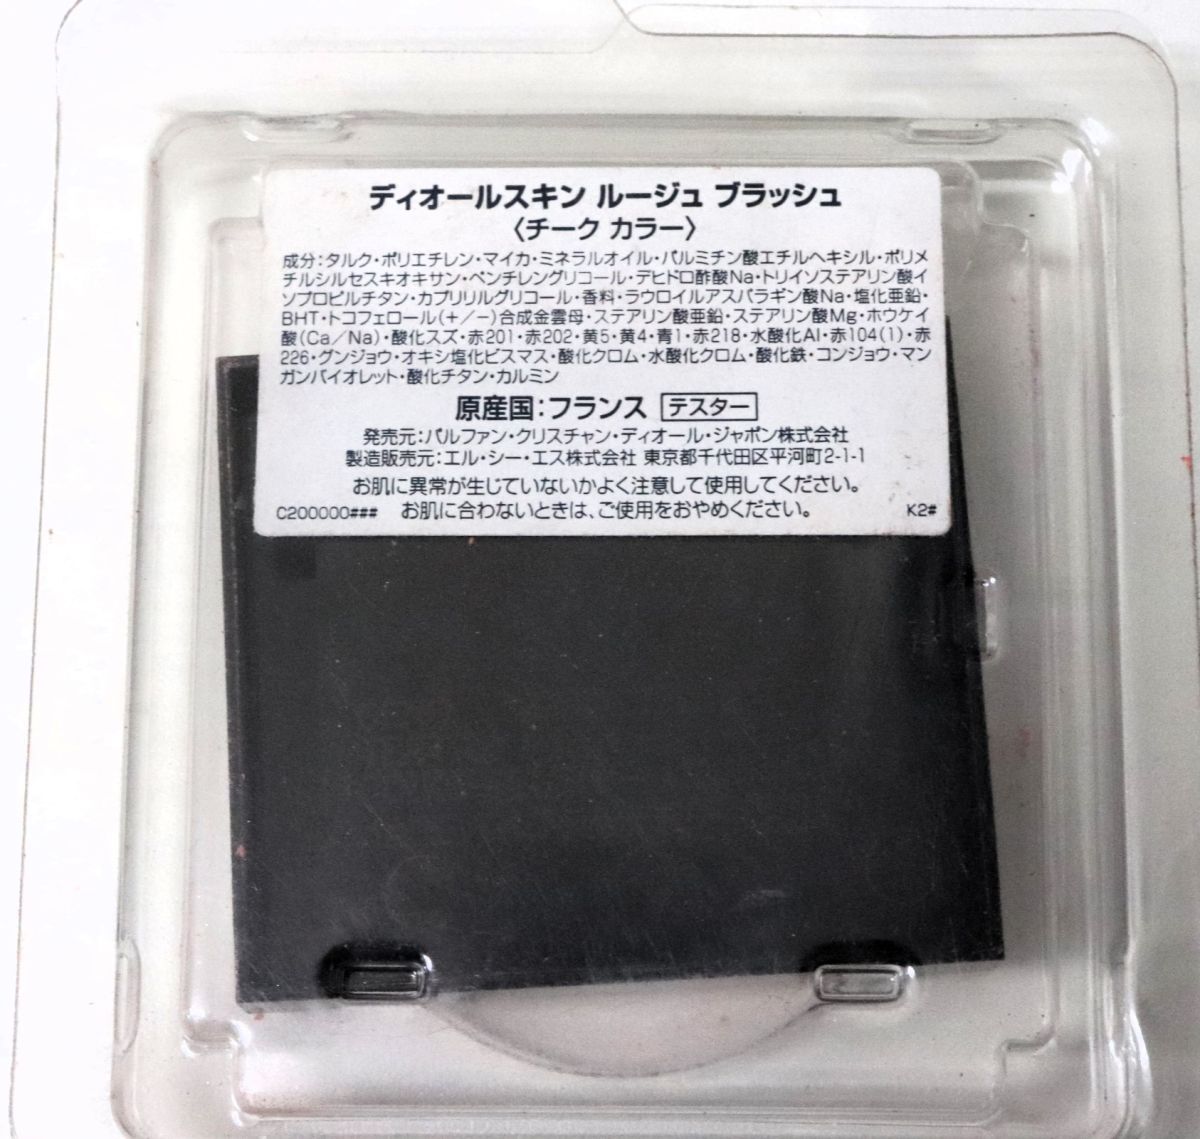 ディオールスキン ルージュ ブラッシュ
〈チーク カラー〉
成分:タルク・ポリエチレン・マイカ・ミネラルオイル・パルミチン酸エチルヘキシル・ポリメ
チルシルセスキオキサン・ペンチレングリコール・デヒドロ酢酸Na・トリイソステアリン酸イ
ソプロピルチタン・カプリリルグリコール・香料・ラウロイルアスパラギン酸Na・塩化亜鉛・
BHT・トコフェロール(+/−)合成金雲母・ステアリン酸亜鉛・ステアリン酸Mg・ホウケイ
酸(Ca/Na)・酸化スズ・赤201・赤202・黄5・黄4・青1・赤218・水酸化Al・赤104(1)・赤
226・グンジョウ・オキシ塩化ビスマス・酸化クロム・水酸化クロム・酸化鉄・コンジョウ・マン
ガンバイオレット・酸化チタン・カルミン
原産国:フランス テスター
発売元:パルファン・クリスチャン・ディオール・ジャポン株式会社
製造販売元:エル・シー・エス株式会社 東京都千代田区平河町2-1-1
お肌に異常が生じていないかよく注意して使用してください。
C200000### お肌に合わないときは、ご使用をおやめください。 K2#